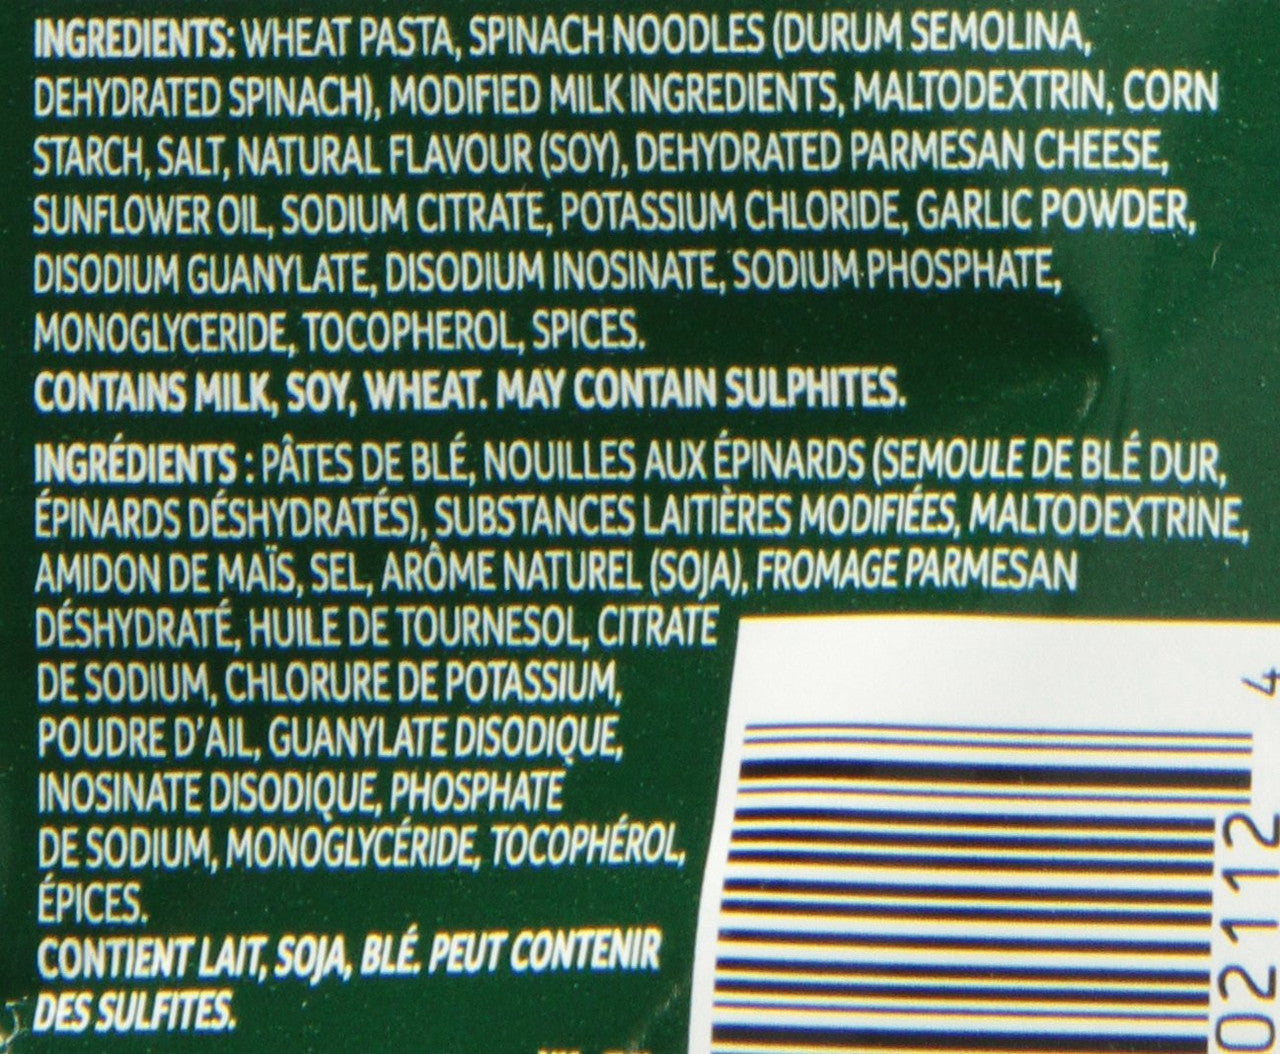 INGREDIENTS: WHEAT PASTA, SPINACH NOODLES (DURUM SEMOLINA,
DEHYDRATED SPINACH), MODIFIED MILK INGREDIENTS, MALTODEXTRIN, CORN
STARCH, SALT, NATURAL FLAVOUR (SOY), DEHYDRATED PARMESAN CHEESE,
SUNFLOWER OIL, SODIUM CITRATE, POTASSIUM CHLORIDE, GARLIC POWDER,
DISODIUM GUANYLATE, DISODIUM INOSINATE, SODIUM PHOSPHATE,
MONOGLYCERIDE, TOCOPHEROL, SPICES.
CONTAINS MILK, SOY, WHEAT. MAY CONTAIN SULPHITES.
INGRÉDIENTS : PÂTES DE BLÉ, NOUILLES AUX ÉPINARDS (SEMOULE DE BLÉ DUR,
ÉPINARDS DÉSHYDRATÉS), SUBSTANCES LAITIÈRES MODIFIÉES, MALTODEXTRINE,
AMIDON DE MAÏS, SEL, ARÔME NATUREL (SOJA), FROMAGE PARMESAN
DÉSHYDRATÉ, HUILE DE TOURNESOL, CITRATE
DE SODIUM, CHLORURE DE POTASSIUM,
POUDRE D'AIL, GUANYLATE DISODIQUE,
INOSINATE DISODIQUE, PHOSPHATE
DE SODIUM, MONOGLYCÉRIDE, TOCOPHÉROL,
ÉPICES.
CONTIENT LAIT, SOJA, BLÉ. PEUT CONTENIR
DES SULFITES.
02112 4